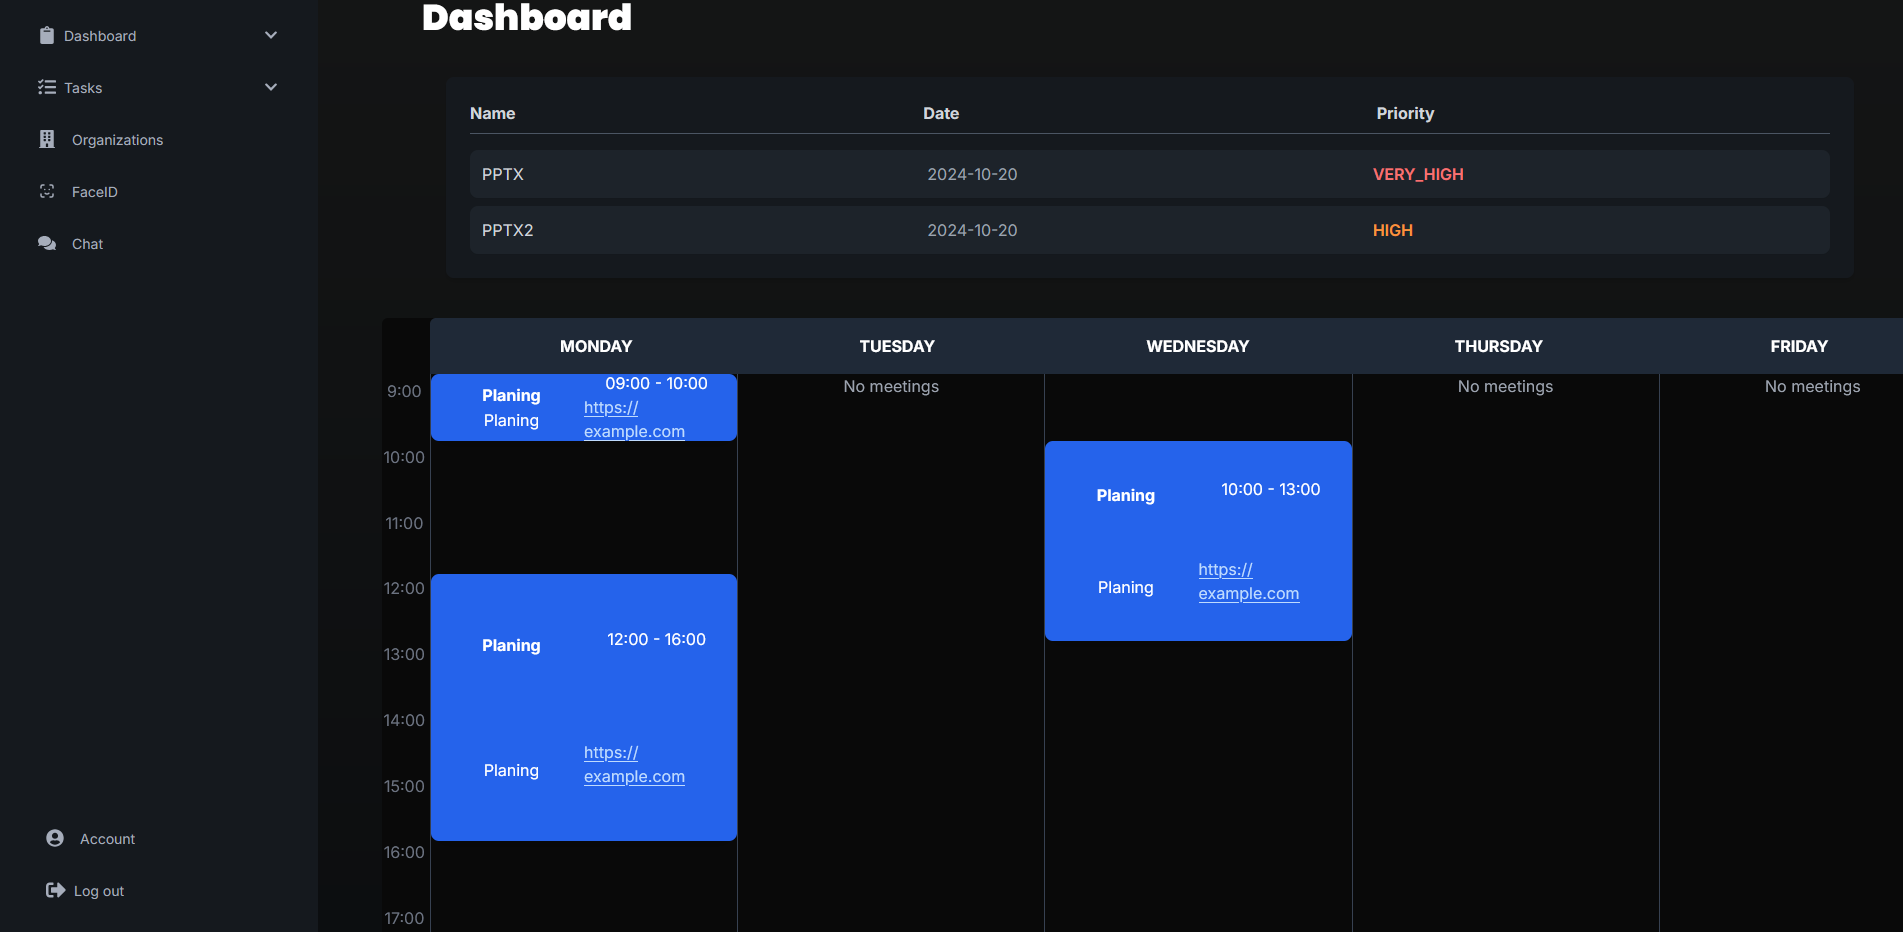 Dashboard
Tasks
Organizations
FaceID
Chat
Account
Log out
Dashboard
Name Date Priority
PPTX 2024-10-20 VERY_HIGH
PPTX2 2024-10-20 HIGH
MONDAY TUESDAY WEDNESDAY THURSDAY FRIDAY
9:00
10:00
11:00
12:00
13:00
14:00
15:00
16:00
17:00
Planing 09:00 - 10:00
Planing https://
example.com
Planing 12:00 - 16:00
Planing https://
example.com
No meetings
Planing 10:00 - 13:00
Planing https://
example.com
No meetings
No meetings